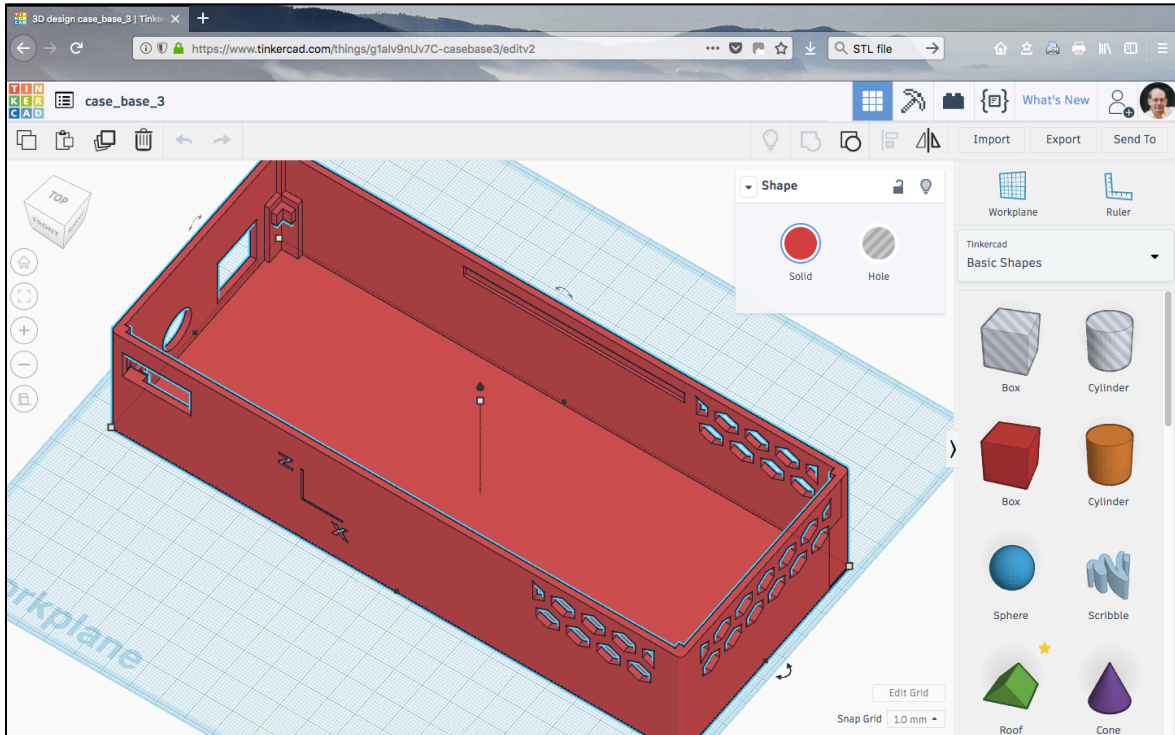 3D design case_base_3 | Tinker
https://www.tinkercad.com/things/g1alv9nUv7C-casebase3/editv2
STL file
TIN
KER
CAD
case_base_3
What's New
Import
Export
Send To
TOP
FRONT
Shape
Solid
Hole
Workplane
Ruler
Tinkercad
Basic Shapes
Box
Cylinder
Box
Cylinder
Sphere
Scribble
Roof
Cone
Z
X
orkplane
Edit Grid
Snap Grid
1.0 mm